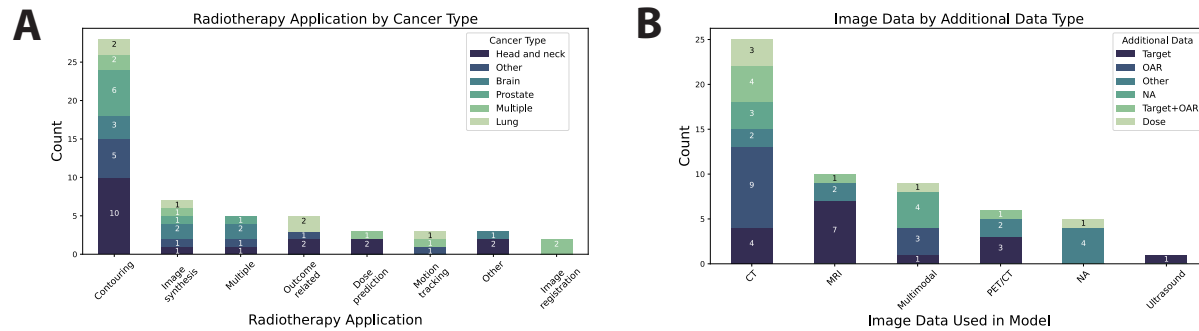 A
Radiotherapy Application by Cancer Type
Cancer Type
Head and neck
Other
Brain
Prostate
Multiple
Lung
Count
25
20
15
10
5
0
2
2
6
3
5
10
1
1
1
2
1
1
1
2
1
1
2
1
2
1
2
1
1
1
1
2
2
Contouring
Image
synthesis
Multiple
Outcome
related
Dose
prediction
Motion
tracking
Other
Image
registration
Radiotherapy Application
B
Image Data by Additional Data Type
Additional Data
Target
OAR
Other
NA
Target+OAR
Dose
Count
25
20
15
10
5
0
3
4
3
2
9
4
1
2
7
1
4
3
1
1
2
3
1
4
1
CT
MRI
Multimodal
PET/CT
NA
Ultrasound
Image Data Used in Model